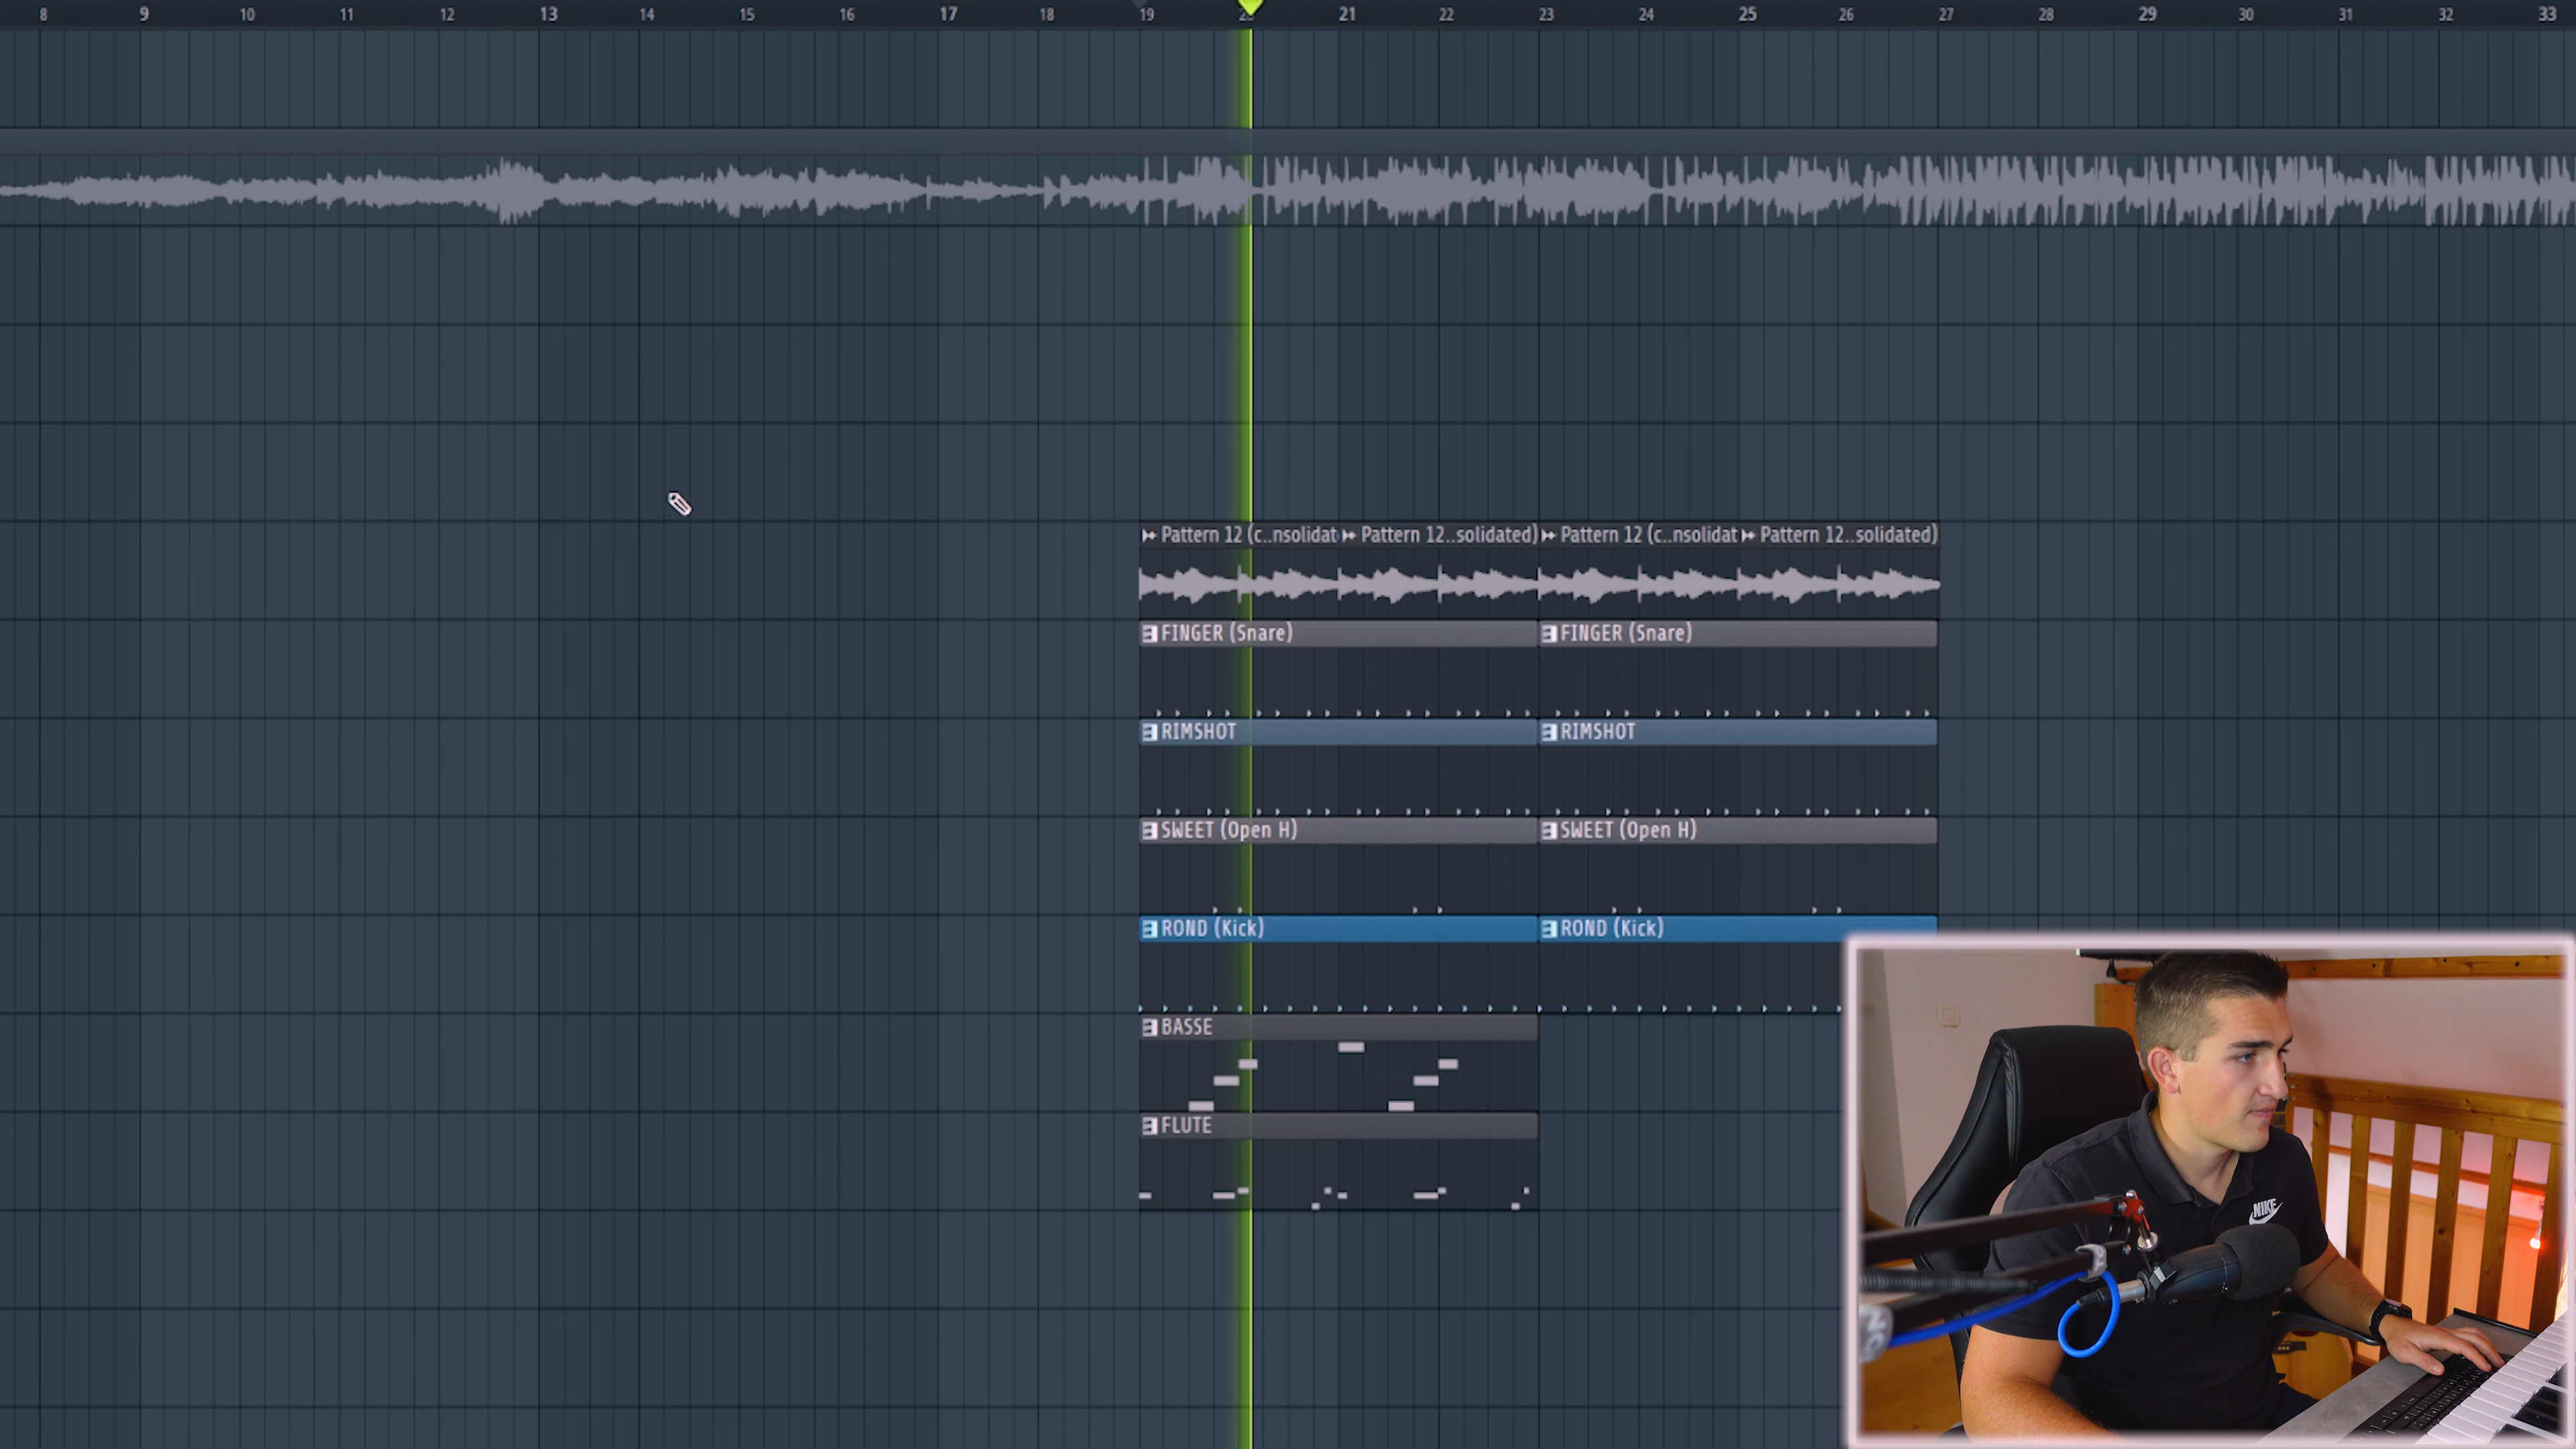 8 9 10 11 12 13 14 15 16 17 18 19 20 21 22 23 24 25 26 27 28 29 30 31 32 33
Pattern 12 (c..nsolidat Pattern 12..solidated) Pattern 12 (c..nsolidat Pattern 12..solidated)
FINGER (Snare) FINGER (Snare)
RIMSHOT RIMSHOT
SWEET (Open H) SWEET (Open H)
ROND (Kick) ROND (Kick)
BASSE
FLUTE
NIKE